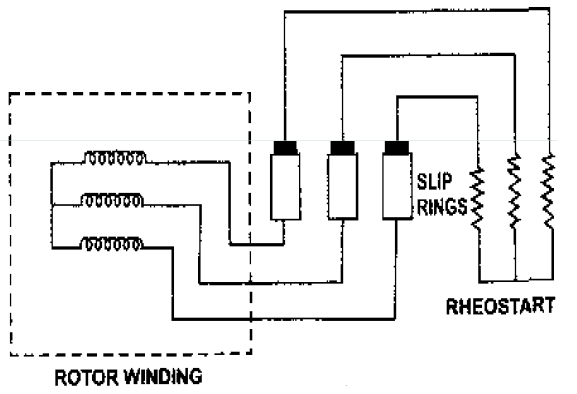 SLIP
RINGS
RHEOSTART
ROTOR WINDING